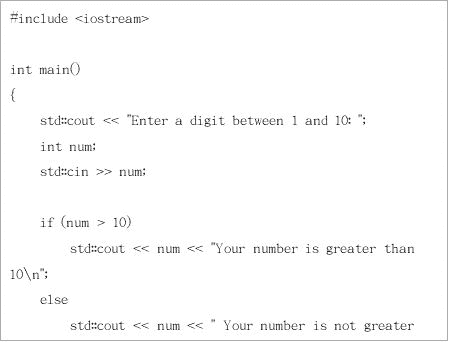 #include <iostream>
int main()
{
std::cout << "Enter a digit between 1 and 10: ";
int num;
std::cin >> num;
if (num > 10)
std::cout << num << "Your number is greater than
10\n";
else
std::cout << num << " Your number is not greater